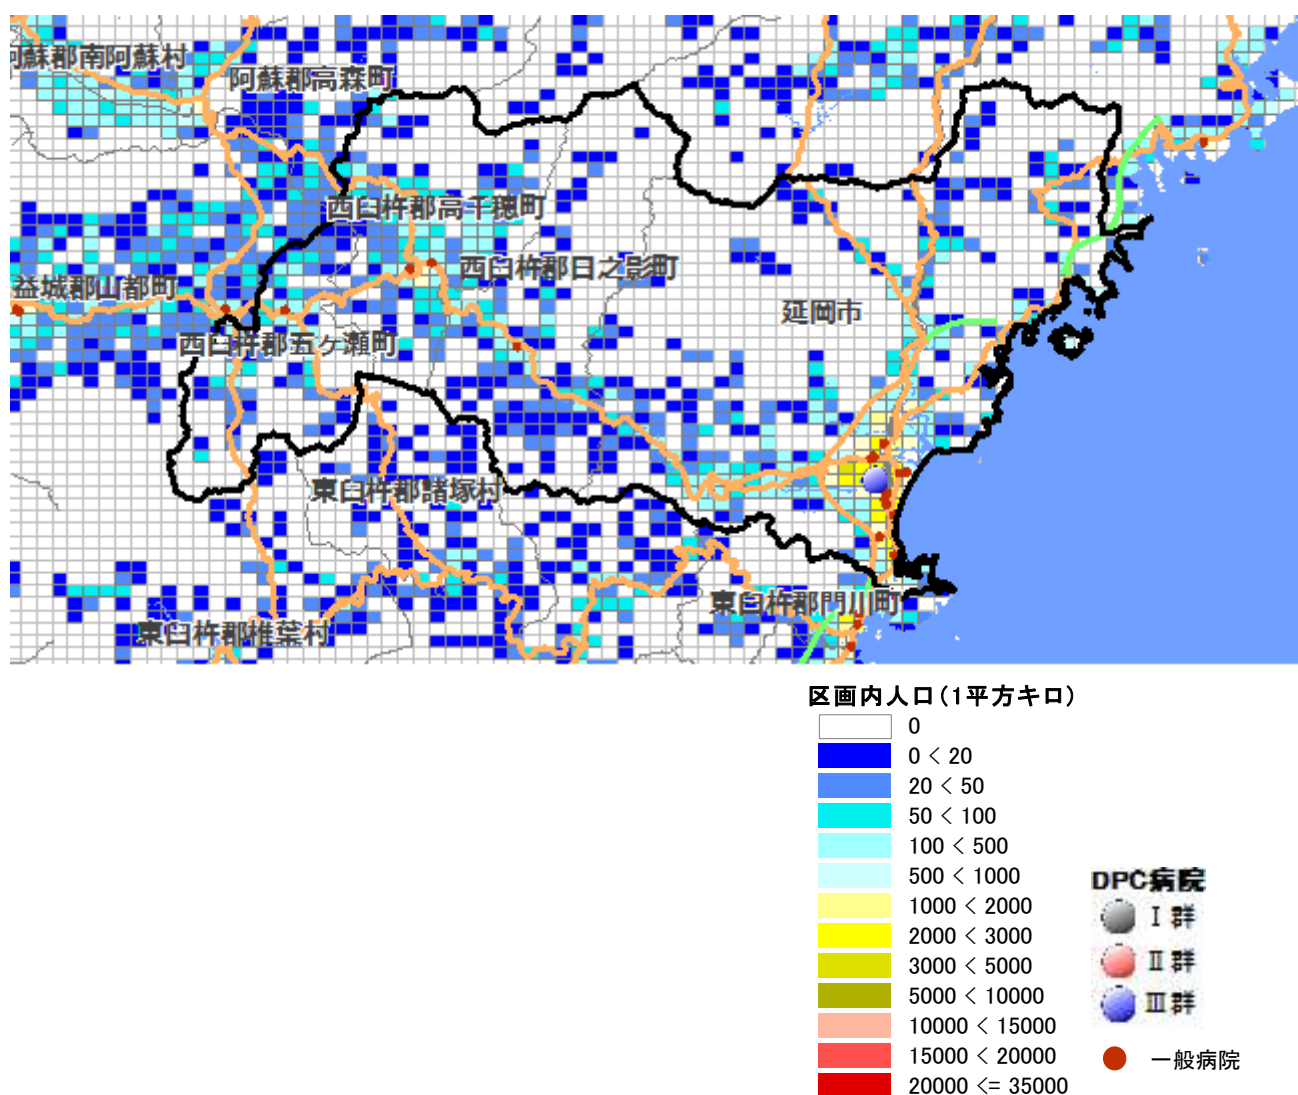 阿蘇郡南阿蘇村
阿蘇郡高森町
西臼杵郡高千穂町
西臼杵郡日之影町
益城郡山都町
延岡市
西臼杵郡五ヶ瀬町
東臼杵郡諸塚村
東臼杵郡門川町
東臼杵郡椎葉村
区画内人口(1平方キロ)
0
0 < 20
20 < 50
50 < 100
100 < 500
500 < 1000
1000 < 2000
2000 < 3000
3000 < 5000
5000 < 10000
10000 < 15000
15000 < 20000
20000 <= 35000
DPC病院
Ⅰ群
Ⅱ群
Ⅲ群
一般病院